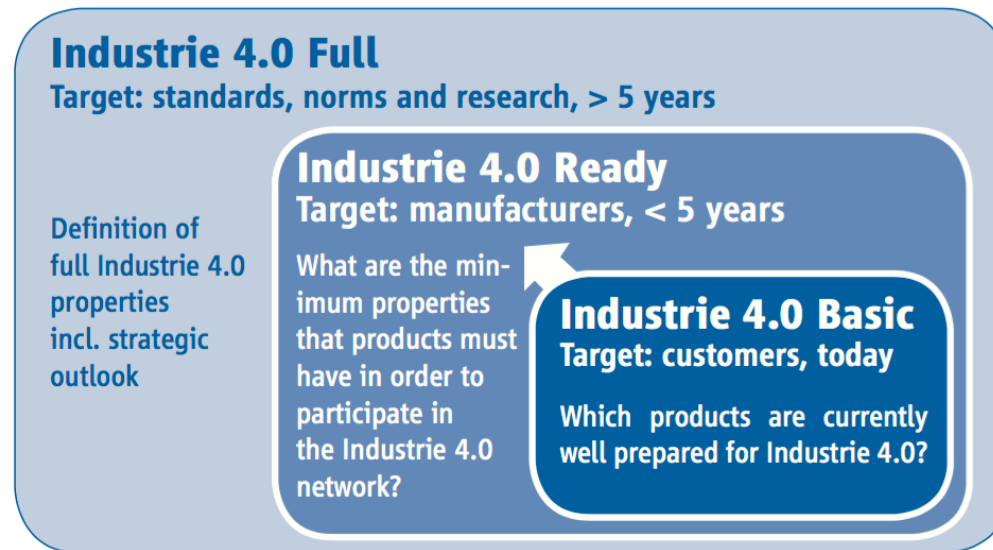 Industrie 4.0 Full
Target: standards, norms and research, > 5 years
Definition of
full Industrie 4.0
properties
incl. strategic
outlook
Industrie 4.0 Ready
Target: manufacturers, < 5 years
What are the min-
imum properties
that products must
have in order to
participate in
the Industrie 4.0
network?
Industrie 4.0 Basic
Target: customers, today
Which products are currently
well prepared for Industrie 4.0?